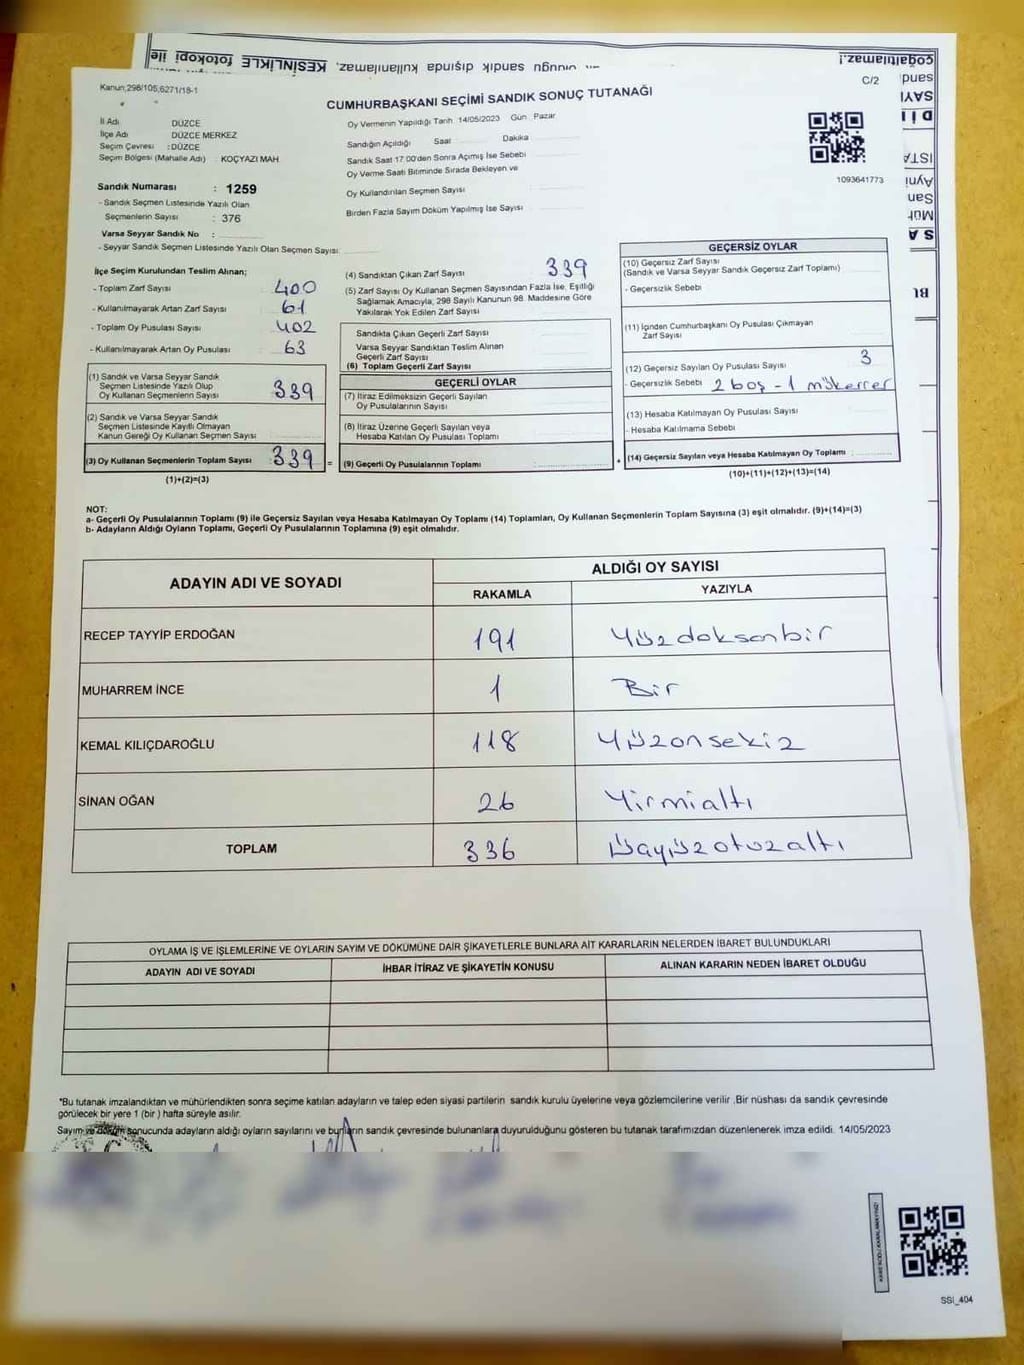 çoğaltılamaz.!
ait olduğu sandık dışında kullanılamaz, KESİNLİKLE fotokopi ile
Kanun;298/105,6271/18-1
C/2
CUMHURBAŞKANI SEÇİMİ SANDIK SONUÇ TUTANAĞI
İl Adı DÜZCE
İlçe Adı DÜZCE MERKEZ
Seçim Çevresi :DÜZCE
Seçim Bölgesi (Mahalle Adı) : KOÇYAZI MAH.
Sandık Numarası : 1259
- Sandık Seçmen Listesinde Yazılı Olan
Seçmenlerin Sayısı : 376
Varsa Seyyar Sandık No :
- Seyyar Sandık Seçmen Listesinde Yazılı Olan Seçmen Sayısı:
Oy Vermenin Yapıldığı Tarih 14/05/2023 Gün Pazar
Sandığın Açıldığı Saat Dakika
Sandık Saat 17.00'den Sonra Açımış İse Sebebi
Oy Verme Saati Bitiminde Sırada Bekleyen ve
Oy Kullandırılan Seçmen Sayısı
Birden Fazla Sayım Döküm Yapılmış İse Sayısı
1093641773
İlçe Seçim Kurulundan Teslim Alınan;
- Toplam Zarf Sayısı 400
- Kullanılmayarak Artan Zarf Sayısı 61
- Toplam Oy Pusulası Sayısı 402
- Kullanılmayarak Artan Oy Pusulası 63
(1) Sandık ve Varsa Seyyar Sandık
Seçmen Listesinde Yazılı Olup
Oy Kullanan Seçmenlerin Sayısı 339
(2) Sandık ve Varsa Seyyar Sandık
Seçmen Listesinde Kayıtlı Olmayan
Kanun Gereği Oy Kullanan Seçmen Sayısı
(3) Oy Kullanan Seçmenlerin Toplam Sayısı :339 =
(1)+(2)=(3)
(4) Sandıktan Çıkan Zarf Sayısı 339
(5) Zarf Sayısı Oy Kullanan Seçmen Sayısından Fazla İse, Eşitliği
Sağlamak Amacıyla, 298 Sayılı Kanunun 98. Maddesine Göre
Yakılarak Yok Edilen Zarf Sayısı
Sandıkta Çıkan Geçerli Zarf Sayısı
Varsa Seyyar Sandıktan Teslim Alınan
Geçerli Zarf Sayısı
(6) Toplam Geçerli Zarf Sayısı
GEÇERLİ OYLAR
(7) İtiraz Edilmeksizin Geçerli Sayılan
Oy Pusulalarının Sayısı
(8) İtiraz Üzerine Geçerli Sayılan veya
Hesaba Katılan Oy Pusulası Toplamı
(9) Geçerli Oy Pusulalarının Toplamı : +
GEÇERSİZ OYLAR
(10) Geçersiz Zarf Sayısı
(Sandık ve Varsa Seyyar Sandık Geçersiz Zarf Toplamı)
- Geçersizlik Sebebi
(11) İçinden Cumhurbaşkanı Oy Pusulası Çıkmayan
Zarf Sayısı
(12) Geçersiz Sayılan Oy Pusulası Sayısı 3
- Geçersizlik Sebebi 2 boş - 1 mükerrer
(13) Hesaba Katılmayan Oy Pusulası Sayısı
- Hesaba Katılmama Sebebi
(14) Geçersiz Sayılan veya Hesaba Katılmayan Oy Toplamı :
(10)+(11)+(12)+(13)=(14)
NOT:
a- Geçerli Oy Pusulalarının Toplamı (9) ile Geçersiz Sayılan veya Hesaba Katılmayan Oy Toplamı (14) Toplamları, Oy Kullanan Seçmenlerin Toplam Sayısına (3) eşit olmalıdır. (9)+(14)=(3)
b- Adayların Aldığı Oyların Toplamı, Geçerli Oy Pusulalarının Toplamına (9) eşit olmalıdır.
ADAYIN ADI VE SOYADI ALDIĞI OY SAYISI
RAKAMLA YAZIYLA
RECEP TAYYİP ERDOĞAN 191 Yüzdoksanbir
MUHARREM İNCE 1 Bir
KEMAL KILIÇDAROĞLU 118 Yüzonsekiz
SİNAN OĞAN 26 Yirmialtı
TOPLAM 336 Üçyüzotuzaltı
OYLAMA İŞ VE İŞLEMLERİNE VE OYLARIN SAYIM VE DÖKÜMÜNE DAİR ŞİKAYETLERLE BUNLARA AİT KARARLARIN NELERDEN İBARET BULUNDUKLARI
ADAYIN ADI VE SOYADI İHBAR İTİRAZ VE ŞİKAYETİN KONUSU ALINAN KARARIN NEDEN İBARET OLDUĞU
*Bu tutanak imzalandıktan ve mühürlendikten sonra seçime katılan adayların ve talep eden siyasi partilerin sandık kurulu üyelerine veya gözlemcilerine verilir .Bir nüshası da sandık çevresinde
görülecek bir yere 1 (bir ) hafta süreyle asılır.
Sayım ve döküm sonucunda adayların aldığı oyların sayılarını ve bunların sandık çevresinde bulunanlara duyurulduğunu gösteren bu tutanak tarafımızdan düzenlenerek imza edildi. 14/05/2023
KAREKODU KARALAMAYINIZ!
SSİ_404